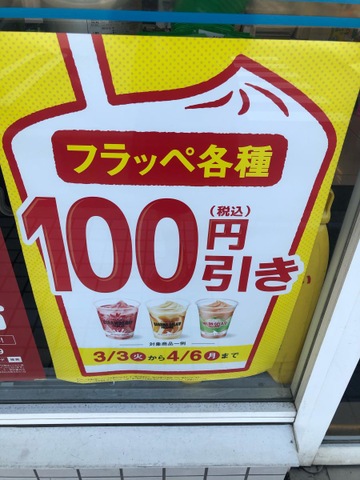 フラッペ各種
100円引き
(税込)
対象商品一例
3/3火から4/6月まで